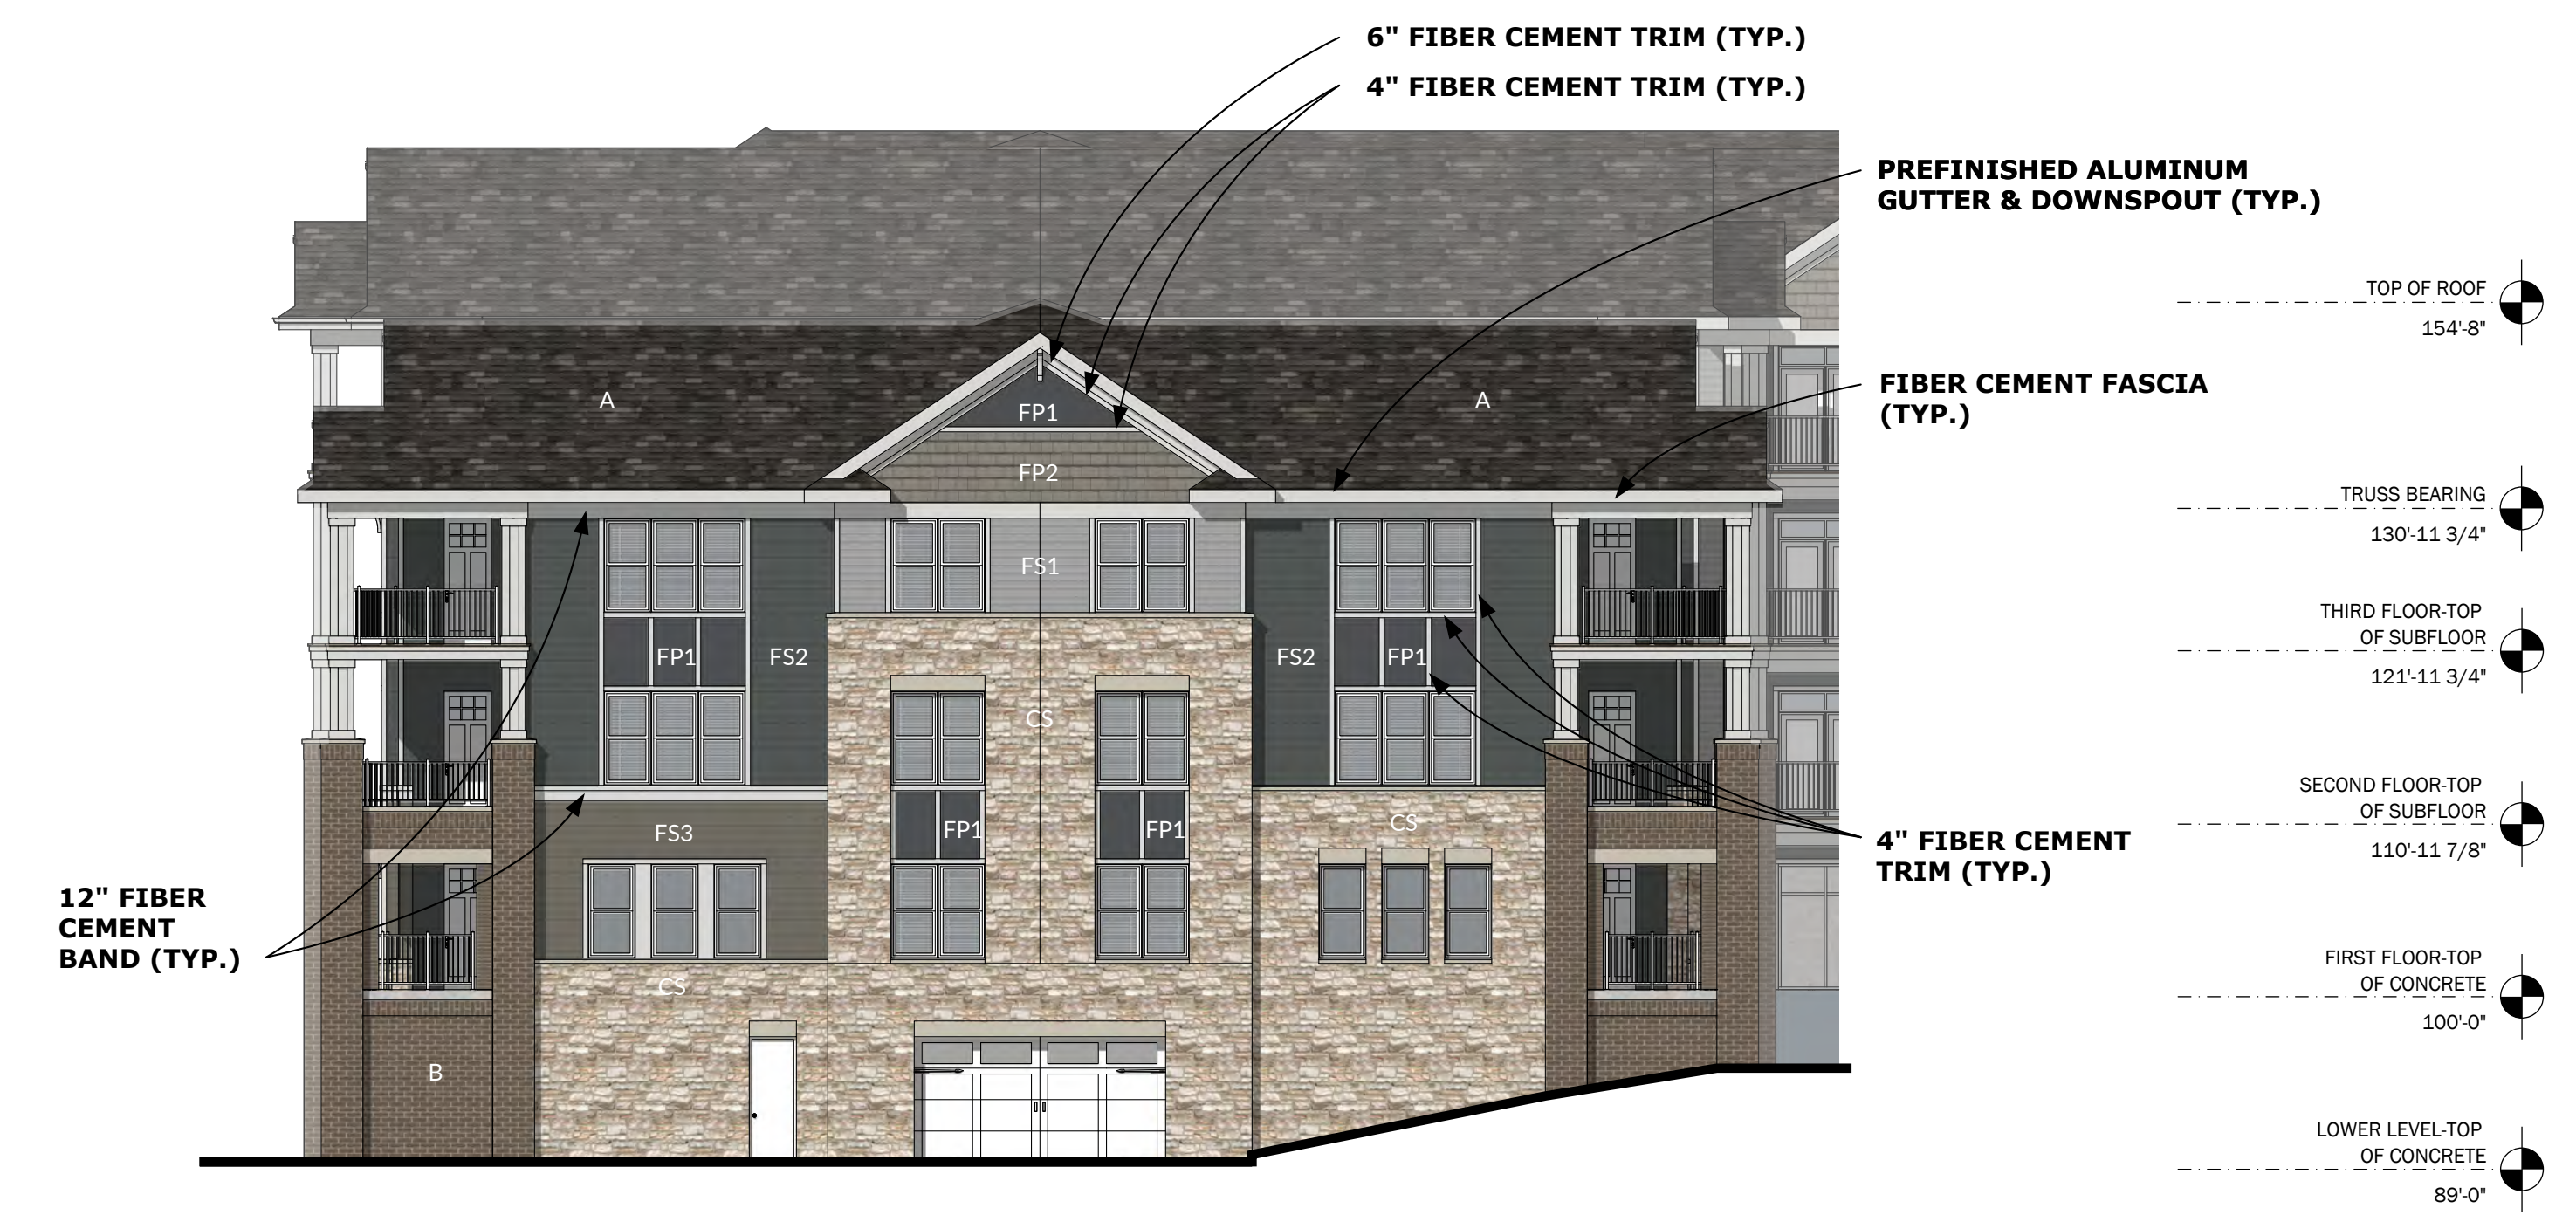 6" FIBER CEMENT TRIM (TYP.)
4" FIBER CEMENT TRIM (TYP.)
PREFINISHED ALUMINUM
GUTTER & DOWNSPOUT (TYP.)
TOP OF ROOF
154'-8"
FIBER CEMENT FASCIA
(TYP.)
A
A
FP1
FP2
TRUSS BEARING
130'-11 3/4"
FS1
THIRD FLOOR-TOP
OF SUBFLOOR
121'-11 3/4"
FP1
FS2
FS2
FP1
CS
SECOND FLOOR-TOP
OF SUBFLOOR
110'-11 7/8"
FS3
FP1
FP1
CS
4" FIBER CEMENT
TRIM (TYP.)
12" FIBER
CEMENT
BAND (TYP.)
CS
FIRST FLOOR-TOP
OF CONCRETE
100'-0"
B
LOWER LEVEL-TOP
OF CONCRETE
89'-0"